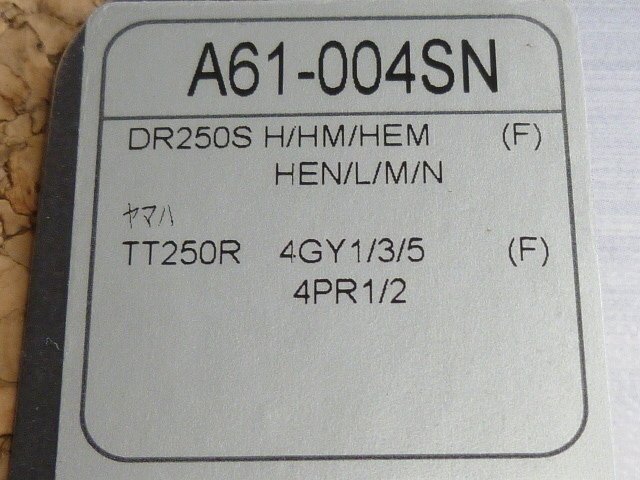 A61-004SN
DR250S H/HM/HEM (F)
HEN/L/M/N
ヤマハ
TT250R 4GY1/3/5 (F)
4PR1/2